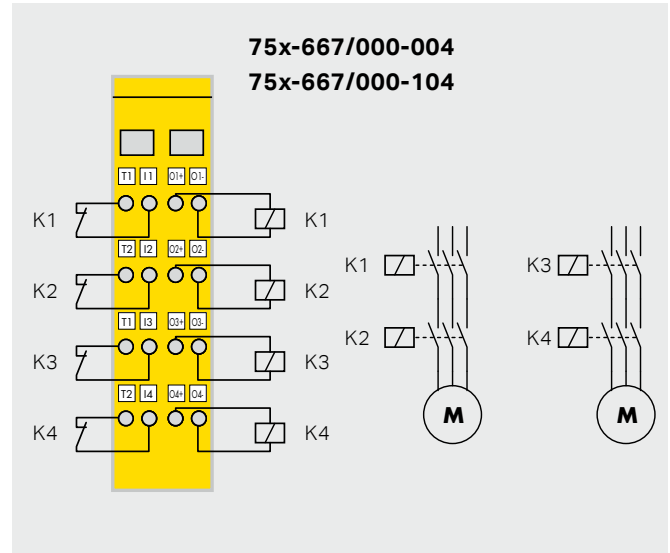 75x-667/000-004
75x-667/000-104
T1 I1 O1+ O1-
K1 K1
T2 I2 O2+ O2-
K2 K2
T1 I3 O3+ O3-
K3 K3
T2 I4 O4+ O4-
K4 K4
K1 K3
K2 K4
M M